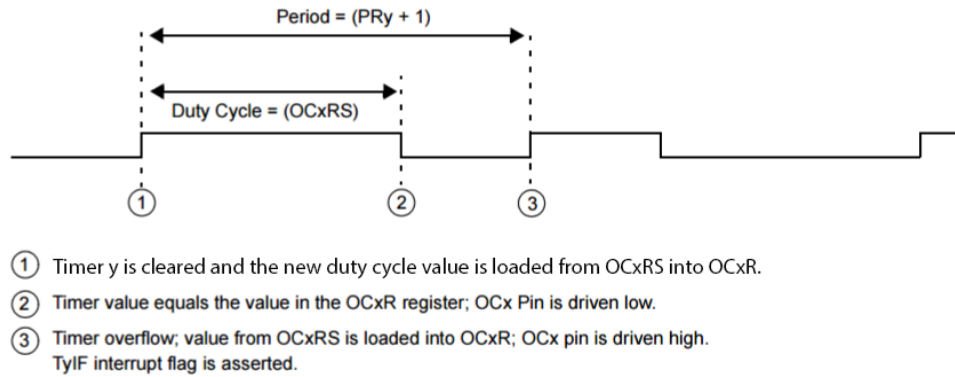 Period = (PRy + 1)
Duty Cycle = (OCxRS)
1 2 3
1 Timer y is cleared and the new duty cycle value is loaded from OCxRS into OCxR.
2 Timer value equals the value in the OCxR register; OCx Pin is driven low.
3 Timer overflow; value from OCxRS is loaded into OCxR; OCx pin is driven high.
TyIF interrupt flag is asserted.